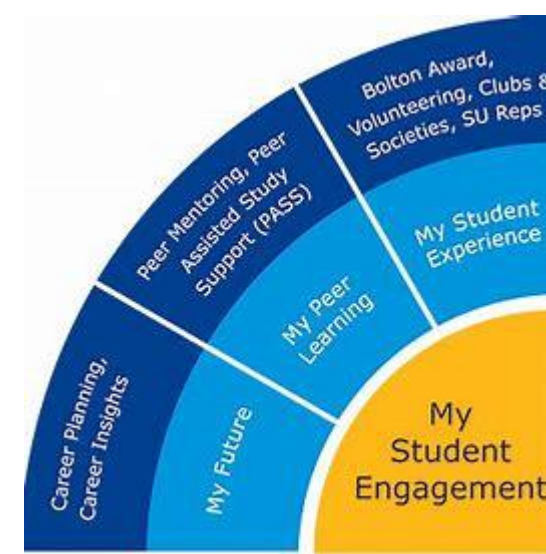 Bolton Award,
Volunteering, Clubs &
Societies, SU Reps
My Student
Experience
Peer Mentoring, Peer
Assisted Study
Support (PASS)
My Peer
Learning
Career Planning,
Career Insights
My Future
My
Student
Engagement